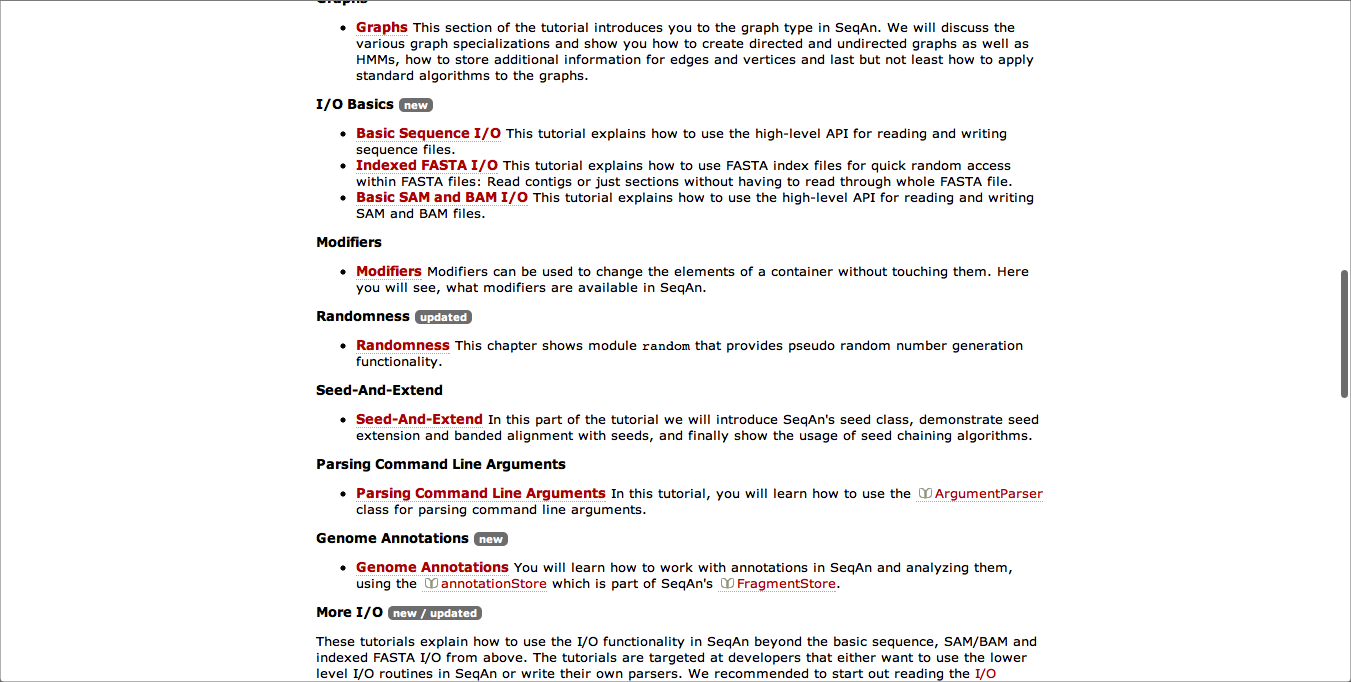 Graphs
Graphs This section of the tutorial introduces you to the graph type in SeqAn. We will discuss the
various graph specializations and show you how to create directed and undirected graphs as well as
HMMs, how to store additional information for edges and vertices and last but not least how to apply
standard algorithms to the graphs.
I/O Basics new
Basic Sequence I/O This tutorial explains how to use the high-level API for reading and writing
sequence files.
Indexed FASTA I/O This tutorial explains how to use FASTA index files for quick random access
within FASTA files: Read contigs or just sections without having to read through whole FASTA file.
Basic SAM and BAM I/O This tutorial explains how to use the high-level API for reading and writing
SAM and BAM files.
Modifiers
Modifiers Modifiers can be used to change the elements of a container without touching them. Here
you will see, what modifiers are available in SeqAn.
Randomness updated
Randomness This chapter shows module random that provides pseudo random number generation
functionality.
Seed-And-Extend
Seed-And-Extend In this part of the tutorial we will introduce SeqAn's seed class, demonstrate seed
extension and banded alignment with seeds, and finally show the usage of seed chaining algorithms.
Parsing Command Line Arguments
Parsing Command Line Arguments In this tutorial, you will learn how to use the ArgumentParser
class for parsing command line arguments.
Genome Annotations new
Genome Annotations You will learn how to work with annotations in SeqAn and analyzing them,
using the annotationStore which is part of SeqAn's FragmentStore.
More I/O new / updated
These tutorials explain how to use the I/O functionality in SeqAn beyond the basic sequence, SAM/BAM and
indexed FASTA I/O from above. The tutorials are targeted at developers that either want to use the lower
level I/O routines in SeqAn or write their own parsers. We recommended to start out reading the I/O